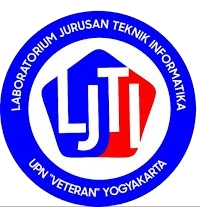 LABORATORIUM JURUSAN TEKNIK INFORMATIKA
LJTI
UPN "VETERAN" YOGYAKARTA